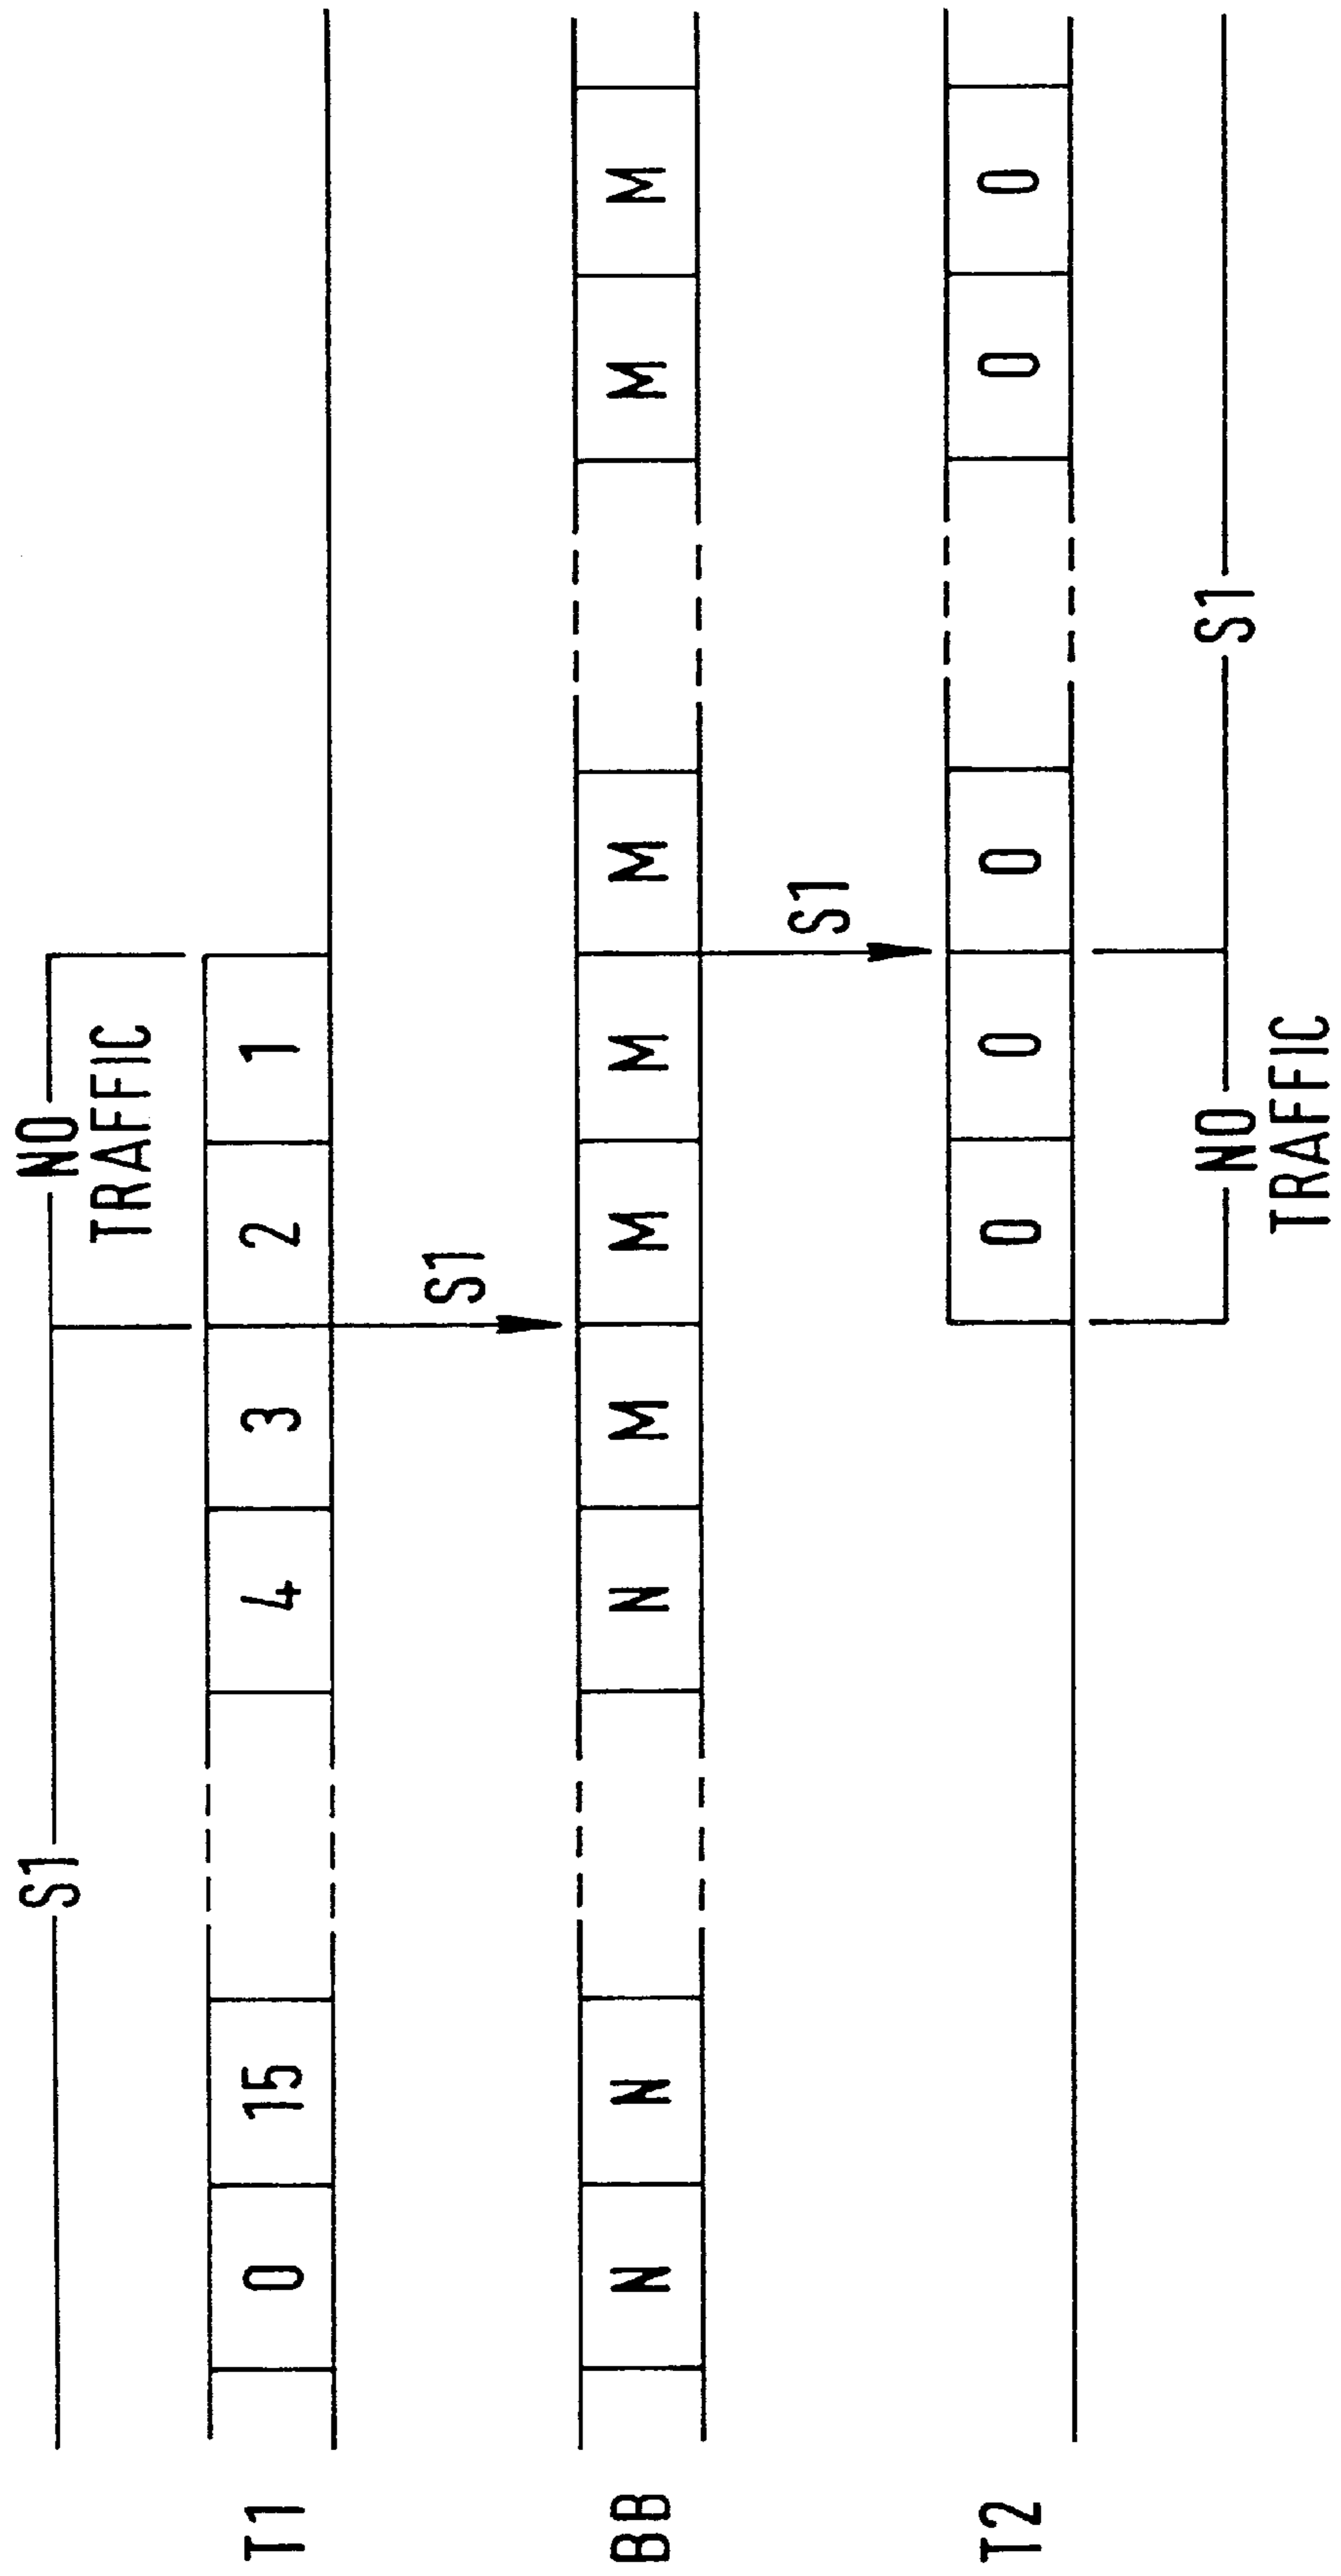 S1 NO
TRAFFIC
T1 0 15 4 3 2 1
S1
BB N N N M M M M M M
S1
T2 0 0 0 0 0
NO S1
TRAFFIC